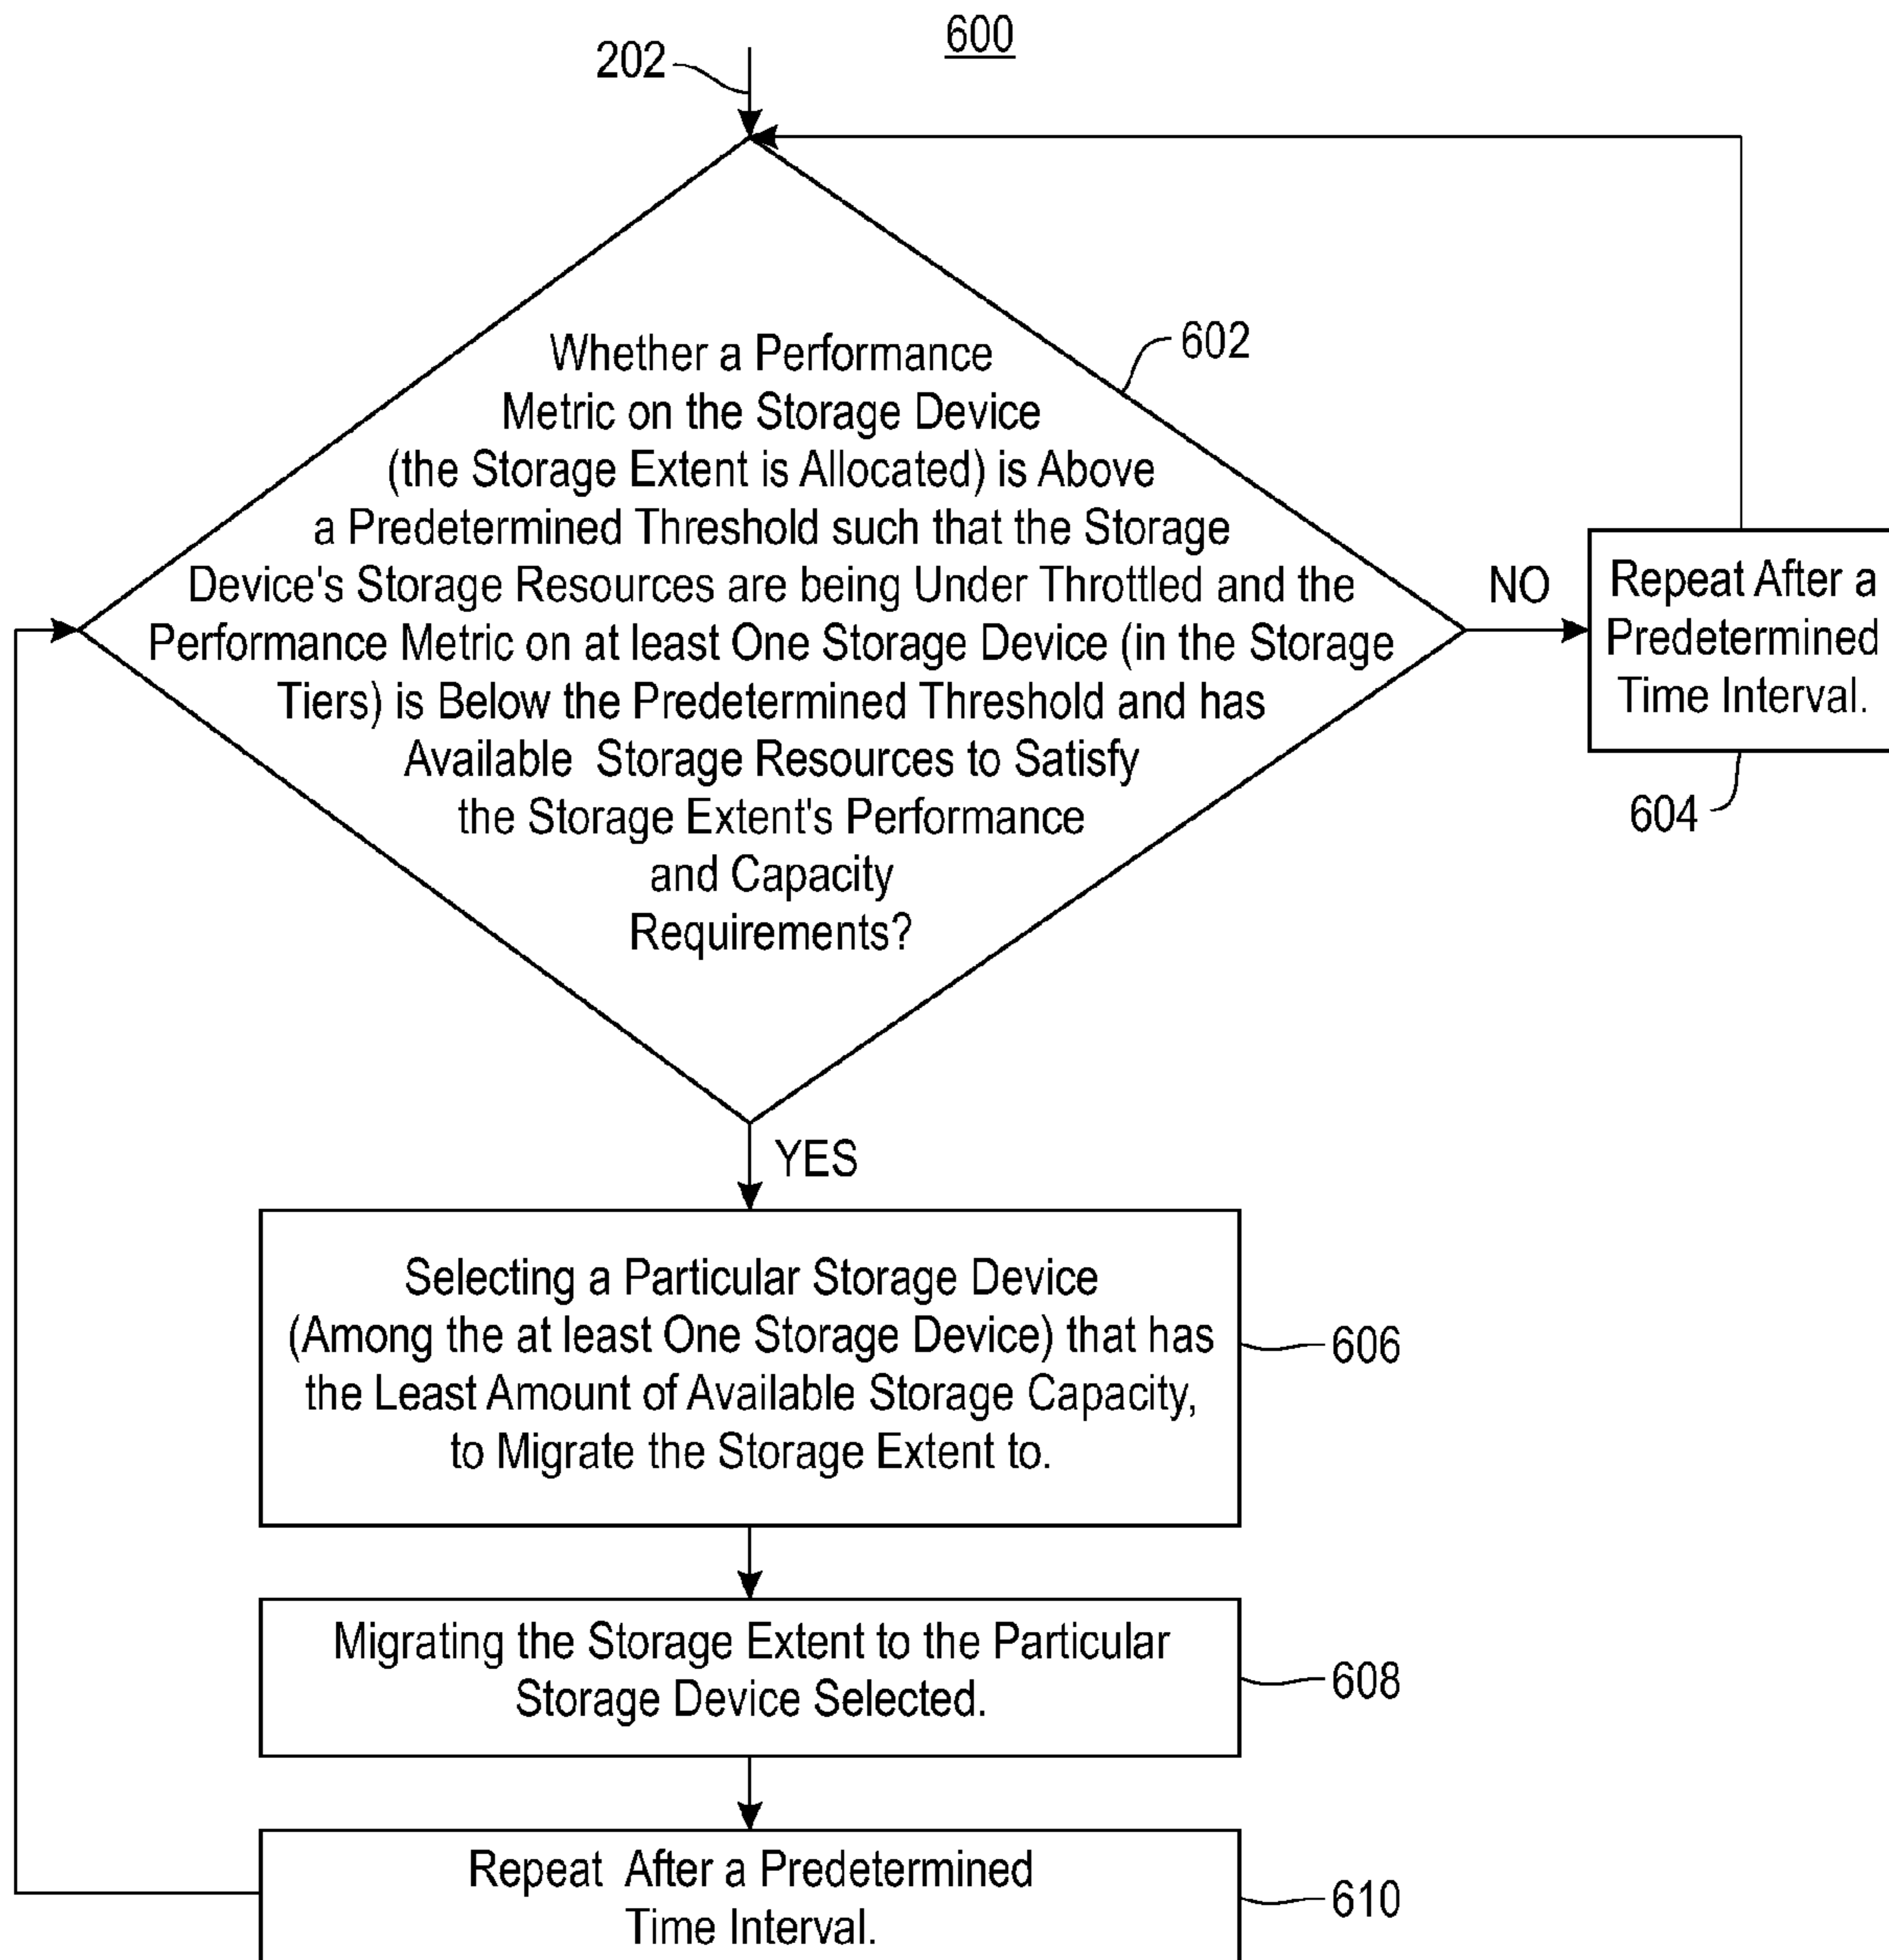 600
202
Whether a Performance
Metric on the Storage Device
(the Storage Extent is Allocated) is Above
a Predetermined Threshold such that the Storage
Device's Storage Resources are being Under Throttled and the
Performance Metric on at least One Storage Device (in the Storage
Tiers) is Below the Predetermined Threshold and has
Available Storage Resources to Satisfy
the Storage Extent's Performance
and Capacity
Requirements?
602
NO
Repeat After a
Predetermined
Time Interval.
604
YES
Selecting a Particular Storage Device
(Among the at least One Storage Device) that has
the Least Amount of Available Storage Capacity,
to Migrate the Storage Extent to.
606
Migrating the Storage Extent to the Particular
Storage Device Selected.
608
Repeat After a Predetermined
Time Interval.
610